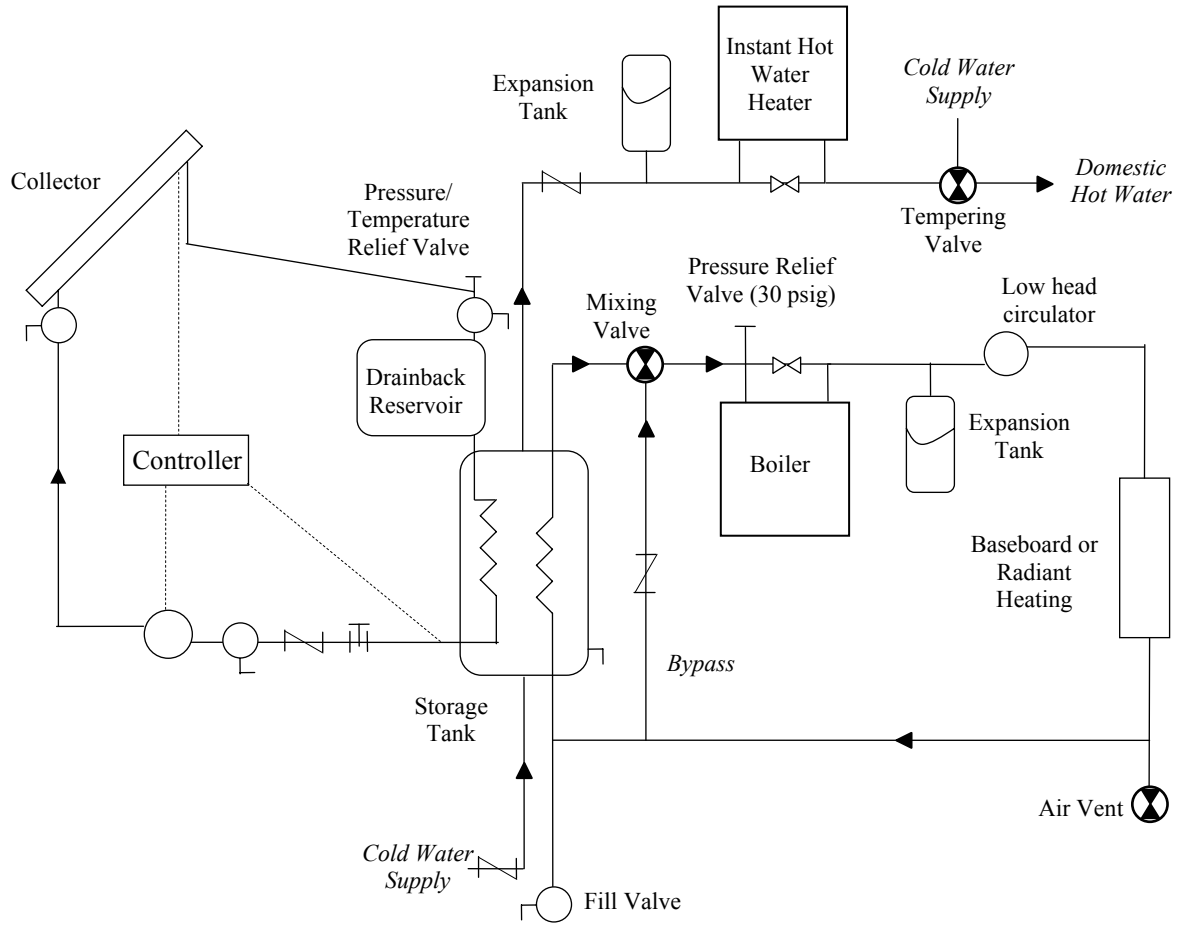 Instant Hot
Water
Heater
Expansion
Tank
Cold Water
Supply
Collector
Pressure/
Temperature
Relief Valve
Domestic
Hot Water
Tempering
Valve
Pressure Relief
Valve (30 psig)
Mixing
Valve
Low head
circulator
Drainback
Reservoir
Expansion
Tank
Controller
Boiler
Baseboard or
Radiant
Heating
Bypass
Storage
Tank
Air Vent
Cold Water
Supply
Fill Valve